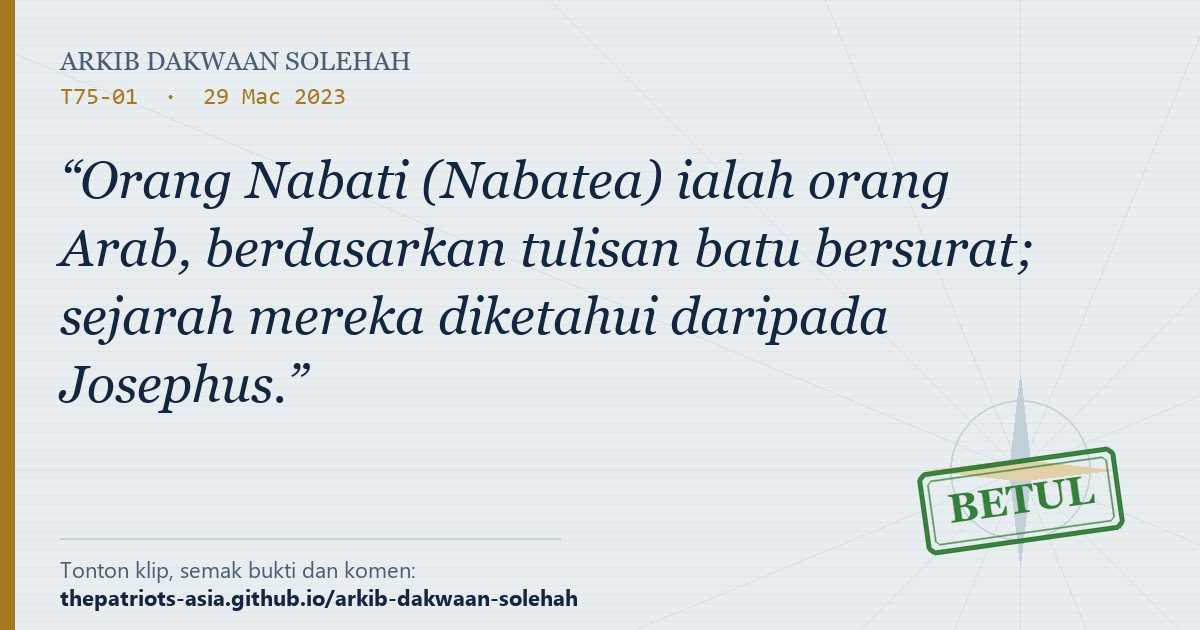 ARKIB DAKWAAN SOLEHAH
T75-01 · 29 Mac 2023
“Orang Nabati (Nabatea) ialah orang
Arab, berdasarkan tulisan batu bersurat;
sejarah mereka diketahui daripada
Josephus.”
BETUL
Tonton klip, semak bukti dan komen:
thepatriots-asia.github.io/arkib-dakwaan-solehah